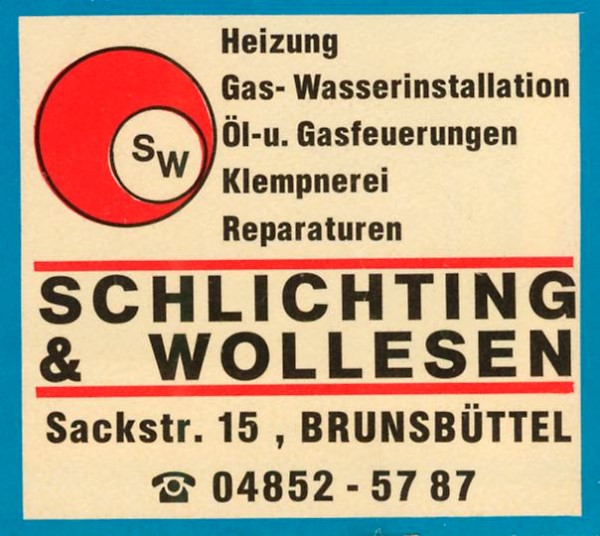 Heizung
Gas- Wasserinstallation
Öl-u. Gasfeuerungen
Klempnerei
Reparaturen
SW
SCHLICHTING
& WOLLESEN
Sackstr. 15 , BRUNSBÜTTEL
☎ 04852 - 57 87